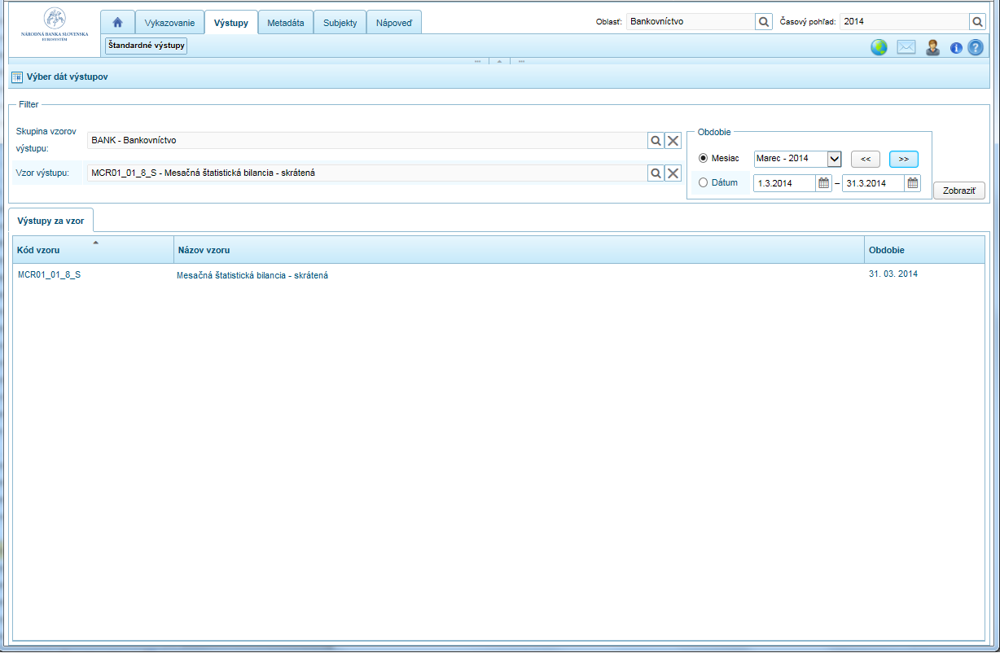 NÁRODNÁ BANKA SLOVENSKA
EUROSYSTÉM
Vykazovanie
Výstupy
Metadáta
Subjekty
Nápoveď
Oblasť: Bankovníctvo
Časový pohľad: 2014
Štandardné výstupy
Výber dát výstupov
Filter
Skupina vzorov
výstupu:
BANK - Bankovníctvo
Vzor výstupu: MCR01_01_8_S - Mesačná štatistická bilancia - skrátená
Obdobie
Mesiac Marec - 2014 << >>
Dátum 1.3.2014 – 31.3.2014
Zobraziť
Výstupy za vzor
Kód vzoru Názov vzoru Obdobie
MCR01_01_8_S Mesačná štatistická bilancia - skrátená 31. 03. 2014